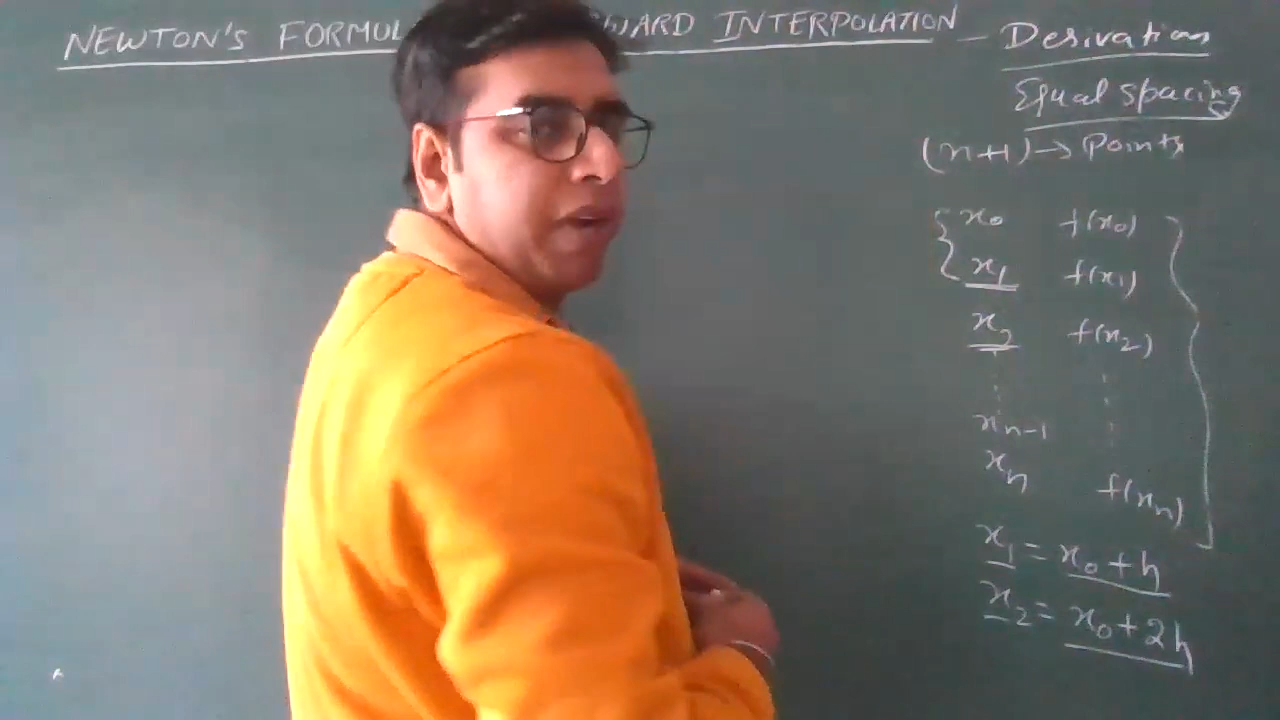 NEWTON'S FORMUL WARD INTERPOLATION - Derivation
Equal spacing
(n+1) → Points
x₀ f(x₀)
x₁ f(x₁)
x₂ f(x₂)
xₙ₋₁
xₙ f(xₙ)
x₁ = x₀ + h
x₂ = x₀ + 2h